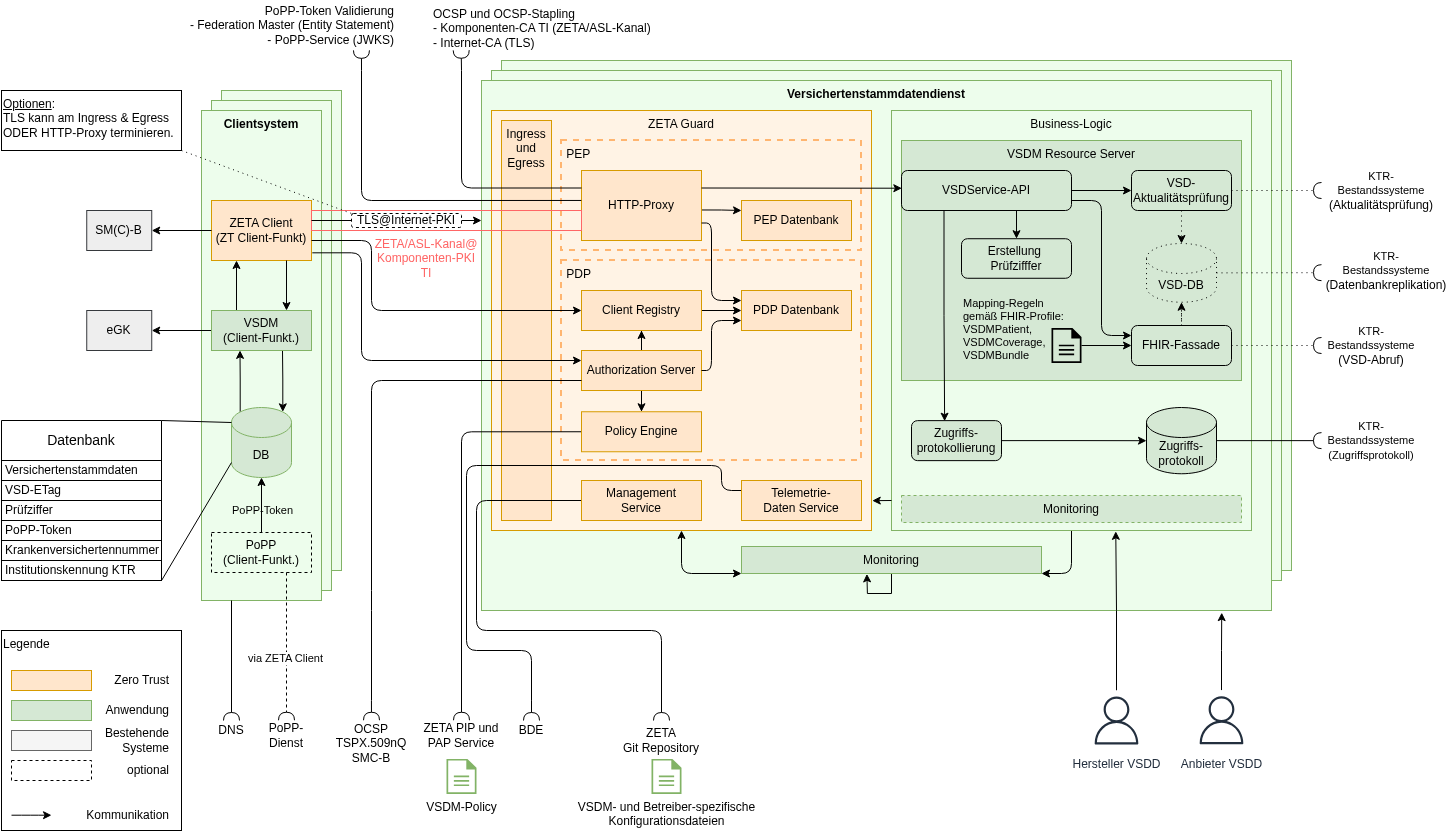 PoPP-Token Validierung
- Federation Master (Entity Statement)
- PoPP-Service (JWKS)
OCSP und OCSP-Stapling
- Komponenten-CA TI (ZETA/ASL-Kanal)
- Internet-CA (TLS)
Optionen:
TLS kann am Ingress & Egress
ODER HTTP-Proxy terminieren.
Clientsystem
ZETA Client
(ZT Client-Funkt)
SM(C)-B
VSDM
(Client-Funkt.)
eGK
DB
PoPP-Token
PoPP
(Client-Funkt.)
Datenbank
Versichertenstammdaten
VSD-ETag
Prüfziffer
PoPP-Token
Krankenversichertennummer
Institutionskennung KTR
TLS@Internet-PKI
ZETA/ASL-Kanal@
Komponenten-PKI
TI
Versichertenstammdatendienst
ZETA Guard
Ingress
und
Egress
PEP
HTTP-Proxy
PEP Datenbank
PDP
Client Registry
PDP Datenbank
Authorization Server
Policy Engine
Management
Service
Telemetrie-
Daten Service
Business-Logic
VSDM Resource Server
VSDService-API
VSD-
Aktualitätsprüfung
Erstellung
Prüfzifffer
VSD-DB
Mapping-Regeln
gemäß FHIR-Profile:
VSDMPatient,
VSDMCoverage,
VSDMBundle
FHIR-Fassade
Zugriffs-
protokollierung
Zugriffs-
protokoll
Monitoring
Monitoring
KTR-
Bestandssysteme
(Aktualitätsprüfung)
KTR-
Bestandssysteme
(Datenbankreplikation)
KTR-
Bestandssysteme
(VSD-Abruf)
KTR-
Bestandssysteme
(Zugriffsprotokoll)
Legende
Zero Trust
Anwendung
Bestehende
Systeme
optional
Kommunikation
via ZETA Client
DNS
PoPP-
Dienst
OCSP
TSPX.509nQ
SMC-B
ZETA PIP und
PAP Service
VSDM-Policy
BDE
ZETA
Git Repository
VSDM- und Betreiber-spezifische
Konfigurationsdateien
Hersteller VSDD
Anbieter VSDD